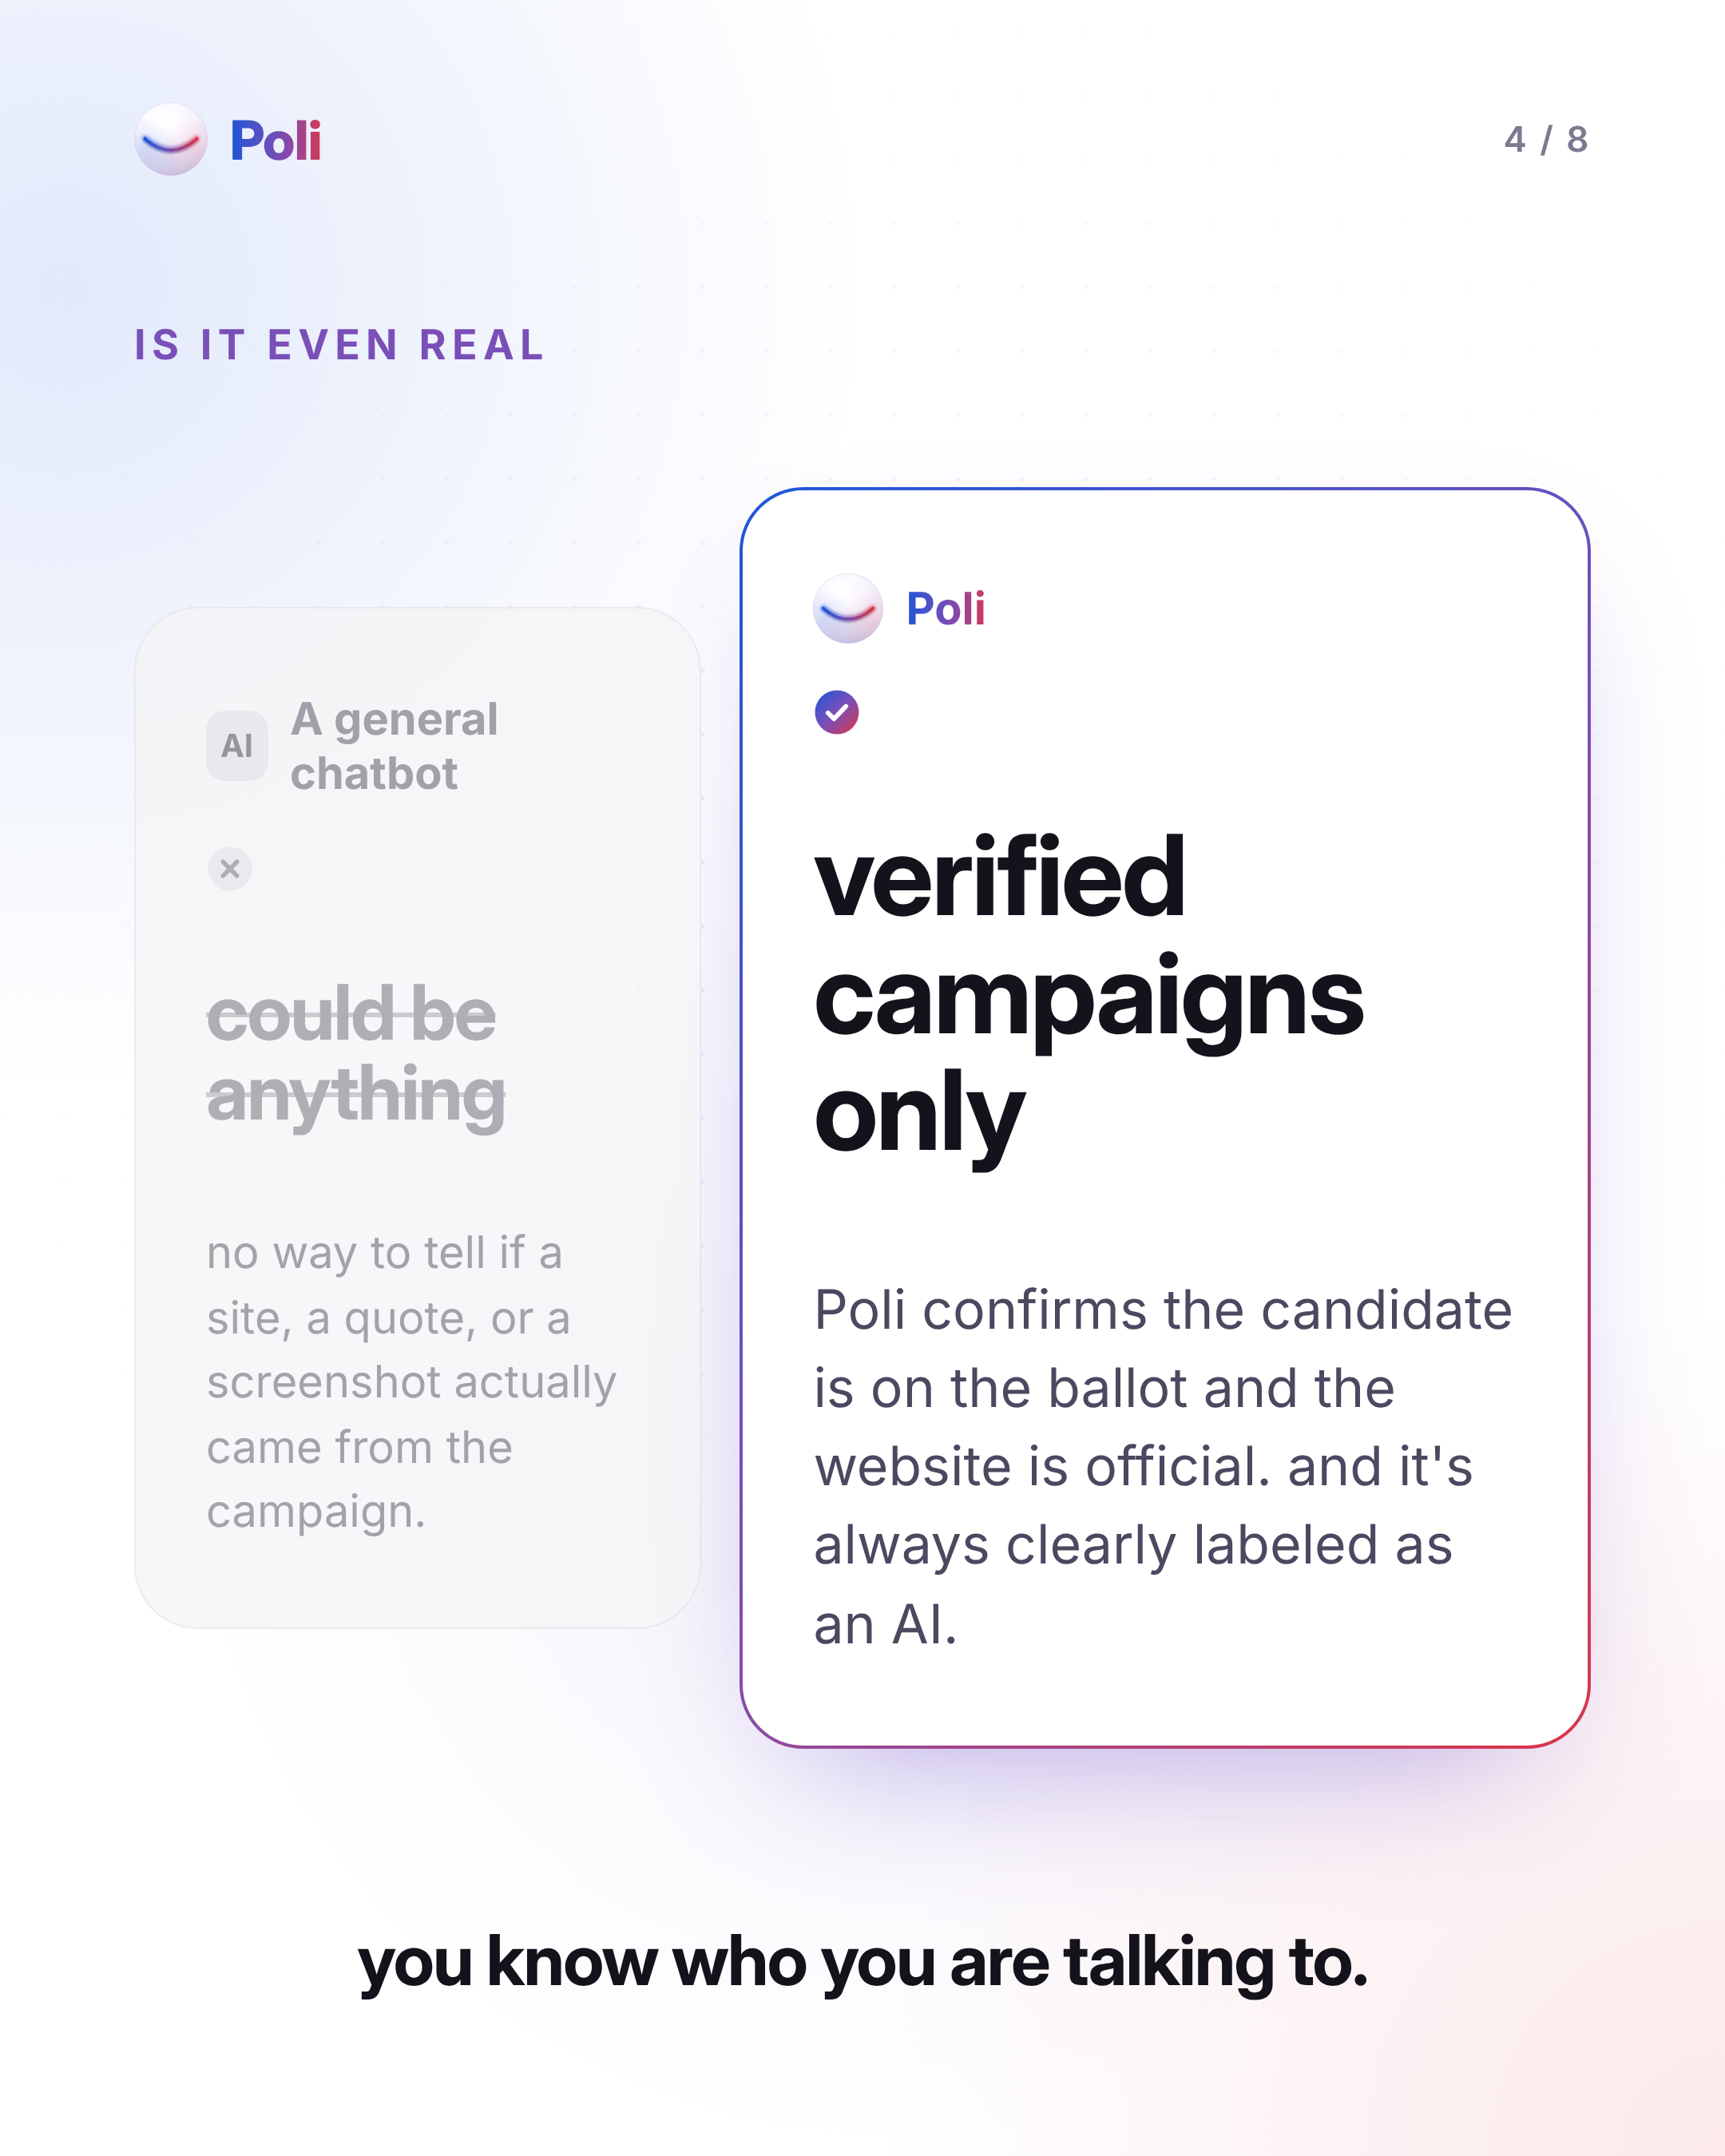 Poli
4 / 8
IS IT EVEN REAL
AI
A general
chatbot
could be
anything
no way to tell if a
site, a quote, or a
screenshot actually
came from the
campaign.
Poli
verified
campaigns
only
Poli confirms the candidate
is on the ballot and the
website is official. and it's
always clearly labeled as
an AI.
you know who you are talking to.